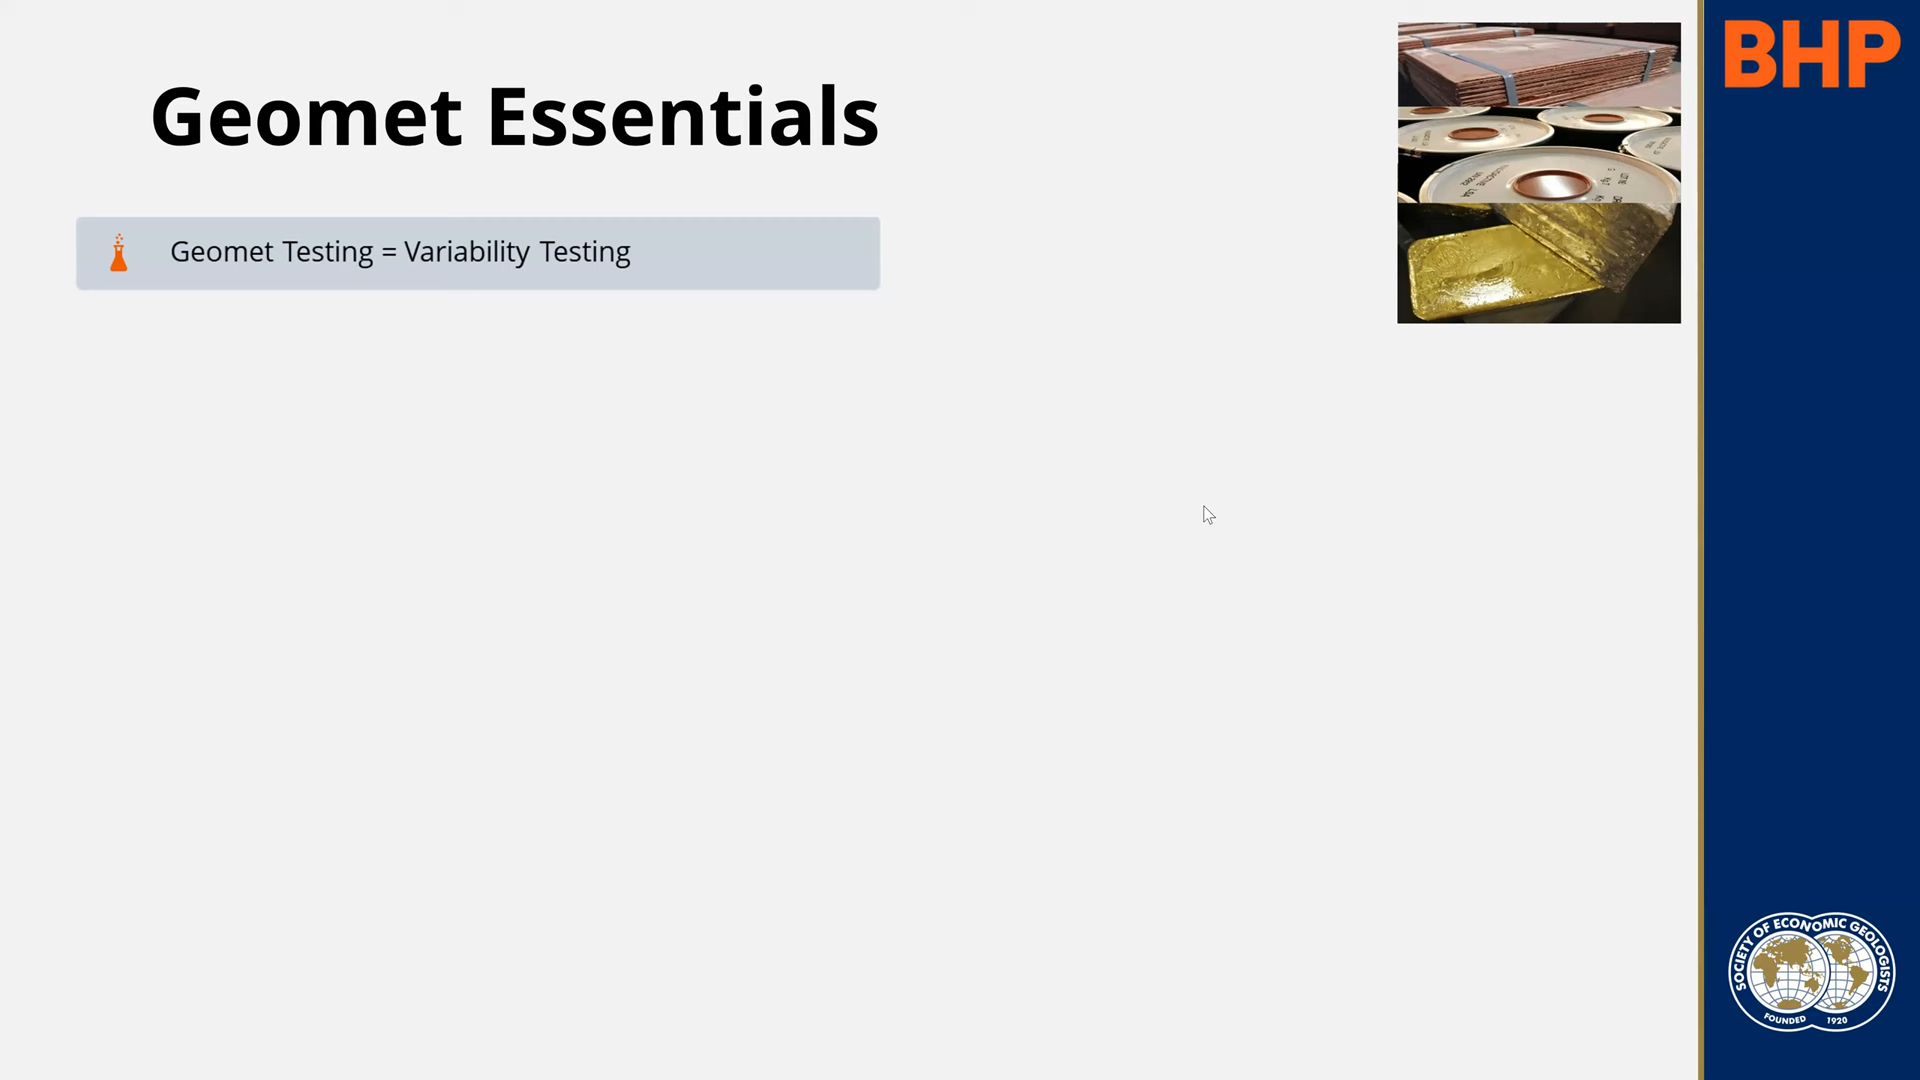 Geomet Essentials
BHP
Geomet Testing = Variability Testing
SOCIETY OF ECONOMIC GEOLOGISTS
FOUNDED 1920